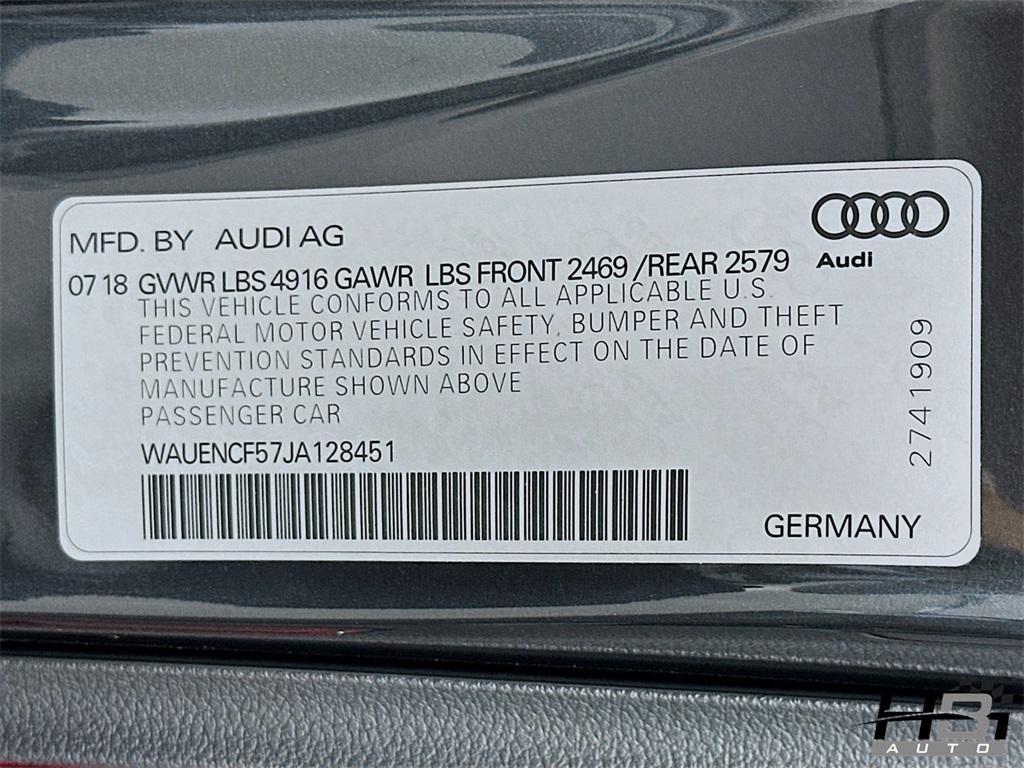 MFD. BY AUDI AG
Audi
07 18 GVWR LBS 4916 GAWR LBS FRONT 2469 /REAR 2579
THIS VEHICLE CONFORMS TO ALL APPLICABLE U.S.
FEDERAL MOTOR VEHICLE SAFETY, BUMPER AND THEFT
PREVENTION STANDARDS IN EFFECT ON THE DATE OF
MANUFACTURE SHOWN ABOVE
PASSENGER CAR
WAUENCF57JA128451
2741909
GERMANY
HBI
AUTO